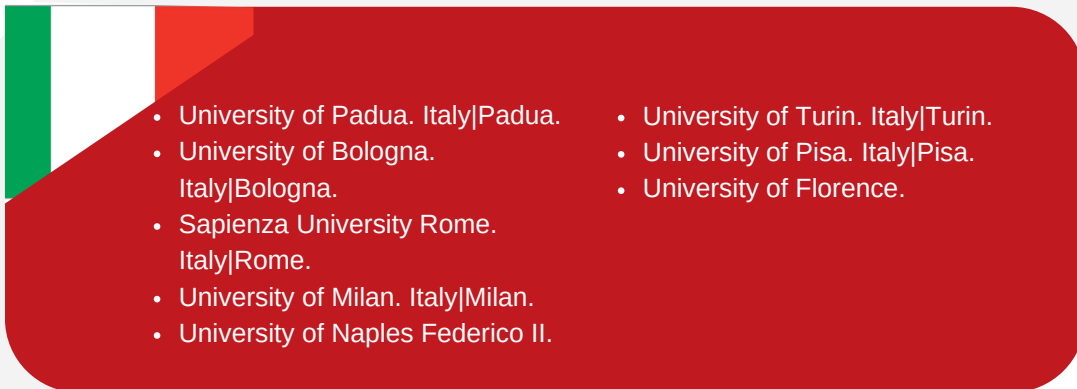 • University of Padua. Italy|Padua.
• University of Bologna.
Italy|Bologna.
• Sapienza University Rome.
Italy|Rome.
• University of Milan. Italy|Milan.
• University of Naples Federico II.
• University of Turin. Italy|Turin.
• University of Pisa. Italy|Pisa.
• University of Florence.